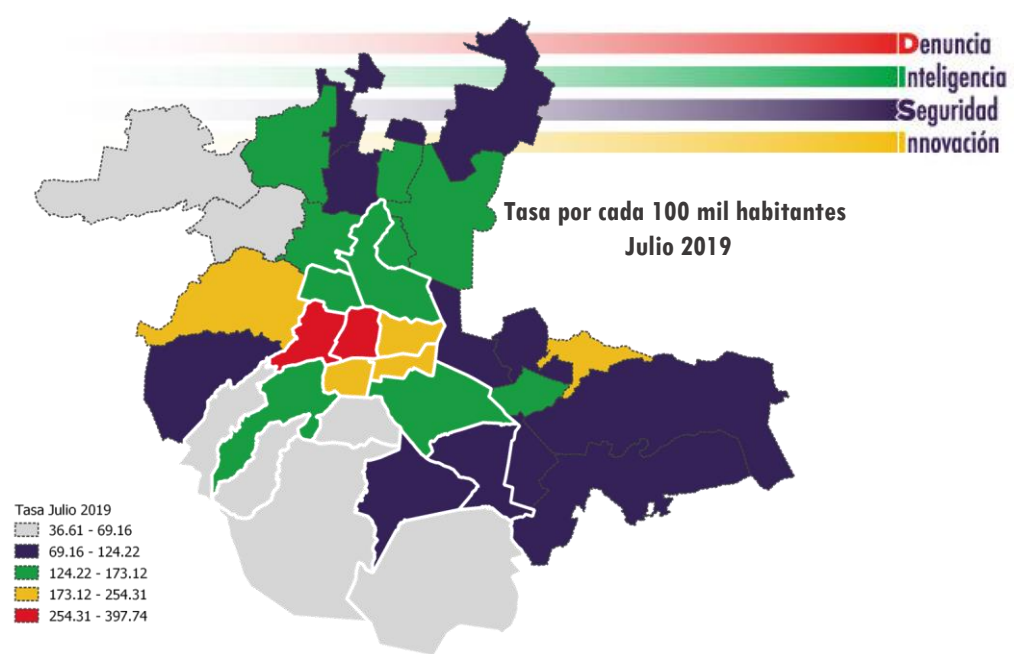 Denuncia
Inteligencia
Seguridad
Innovación
Tasa por cada 100 mil habitantes
Julio 2019
Tasa Julio 2019
36.61 - 69.16
69.16 - 124.22
124.22 - 173.12
173.12 - 254.31
254.31 - 397.74